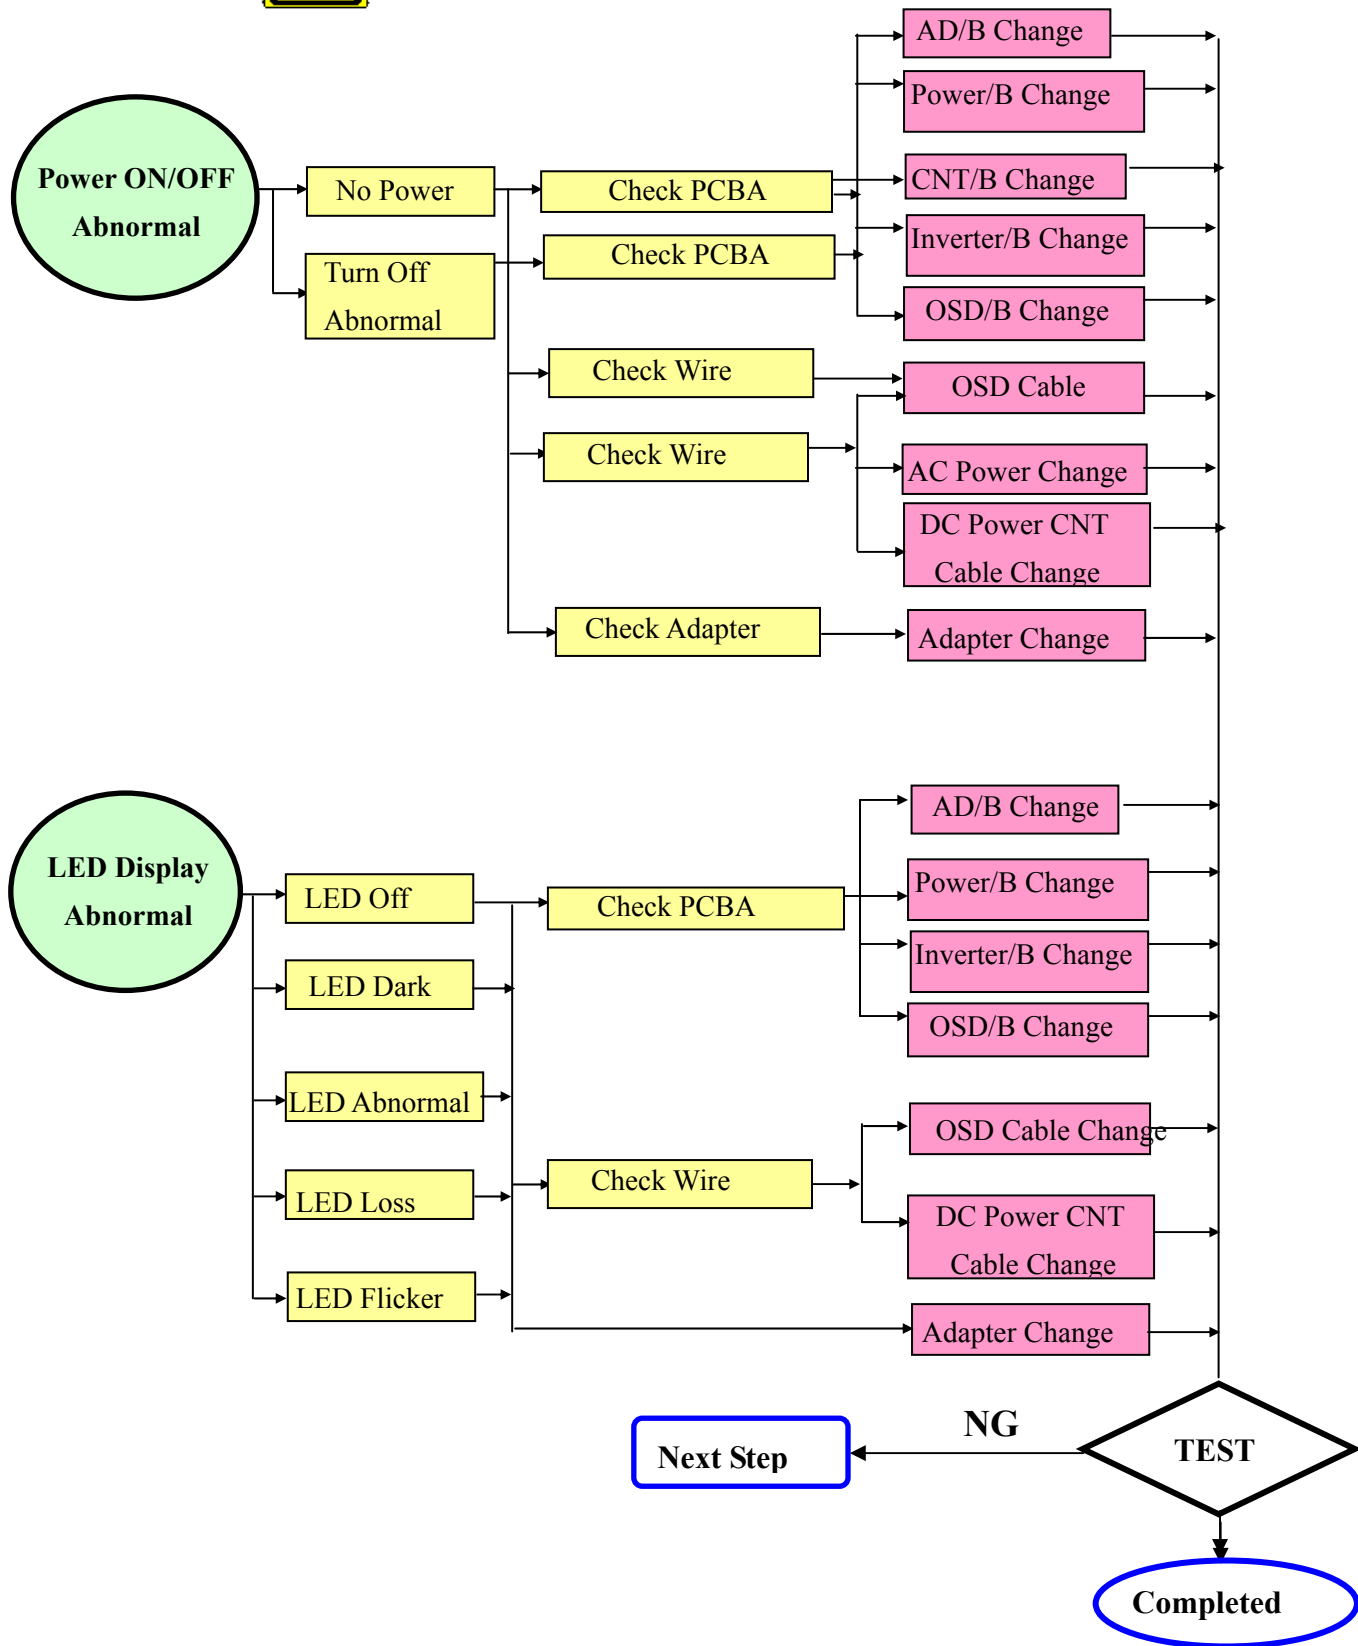 Power ON/OFF
Abnormal
No Power
Turn Off
Abnormal
Check PCBA
Check PCBA
Check Wire
Check Wire
Check Adapter
AD/B Change
Power/B Change
CNT/B Change
Inverter/B Change
OSD/B Change
OSD Cable
AC Power Change
DC Power CNT
Cable Change
Adapter Change
LED Display
Abnormal
LED Off
LED Dark
LED Abnormal
LED Loss
LED Flicker
Check PCBA
Check Wire
AD/B Change
Power/B Change
Inverter/B Change
OSD/B Change
OSD Cable Change
DC Power CNT
Cable Change
Adapter Change
TEST
NG
Next Step
Completed